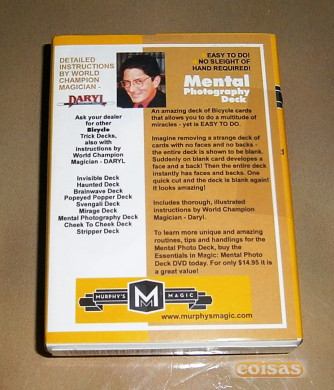 DETAILED
INSTRUCTIONS
BY WORLD
CHAMPION
MAGICIAN -
DARYL
Ask your dealer
for other
Bicycle
Trick Decks,
also with
instructions by
World Champion
Magician - DARYL
Invisible Deck
Haunted Deck
Brainwave Deck
Popeyed Popper Deck
Svengali Deck
Mirage Deck
Mental Photography Deck
Cheek To Cheek Deck
Stripper Deck
EASY TO DO!
NO SLEIGHT OF
HAND REQUIRED!
Mental
Photography
Deck
An amazing deck of Bicycle cards
that allows you to do a multitude of
miracles - yet is EASY TO DO.
Imagine removing a strange deck of
cards with no faces and no backs -
the entire deck is shown to be blank.
Suddenly on blank card developes a
face and a back! Then the entire deck
instantly has faces and backs. One
quick cut and the deck is blank again!
It looks amazing!
Includes thorough, illustrated
instructions by World Champion
Magician - Daryl.
To learn more unique and amazing
routines, tips and handlings for the
Mental Photo Deck, buy the
Essentials in Magic: Mental Photo
Deck DVD today. For only $14.95 it is
a great value!
MURPHY'S M MAGIC
www.murphysmagic.com
coisas